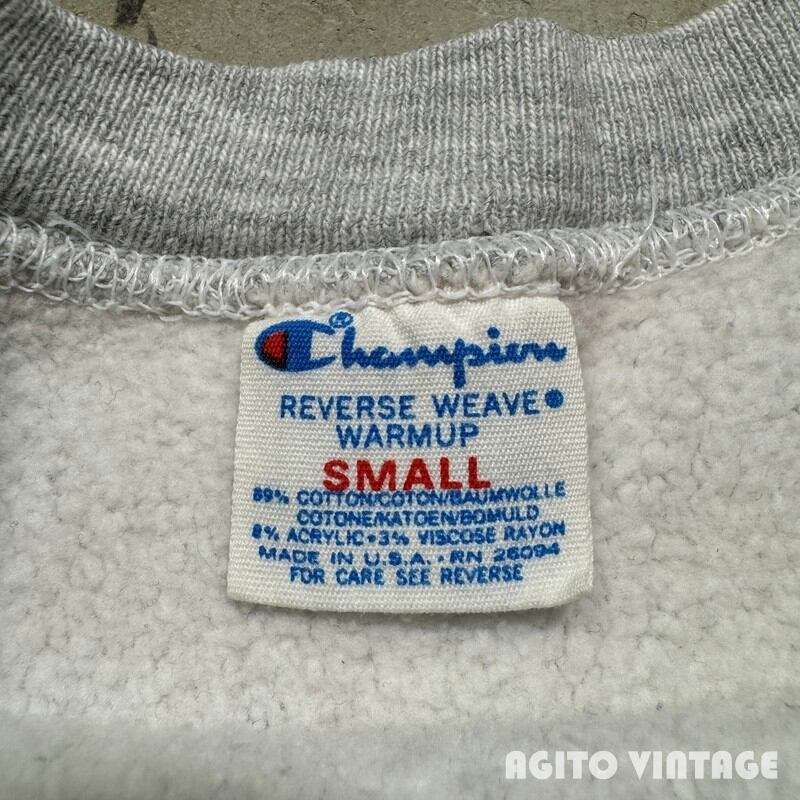 Champion®
REVERSE WEAVE
WARMUP
SMALL
89% COTTON/COTON/BAUMWOLLE
COTONE/KATOEN/BOMULD
8% ACRYLIC•3% VISCOSE RAYON
MADE IN U.S.A. • RN 26094
FOR CARE SEE REVERSE
AGITO VINTAGE